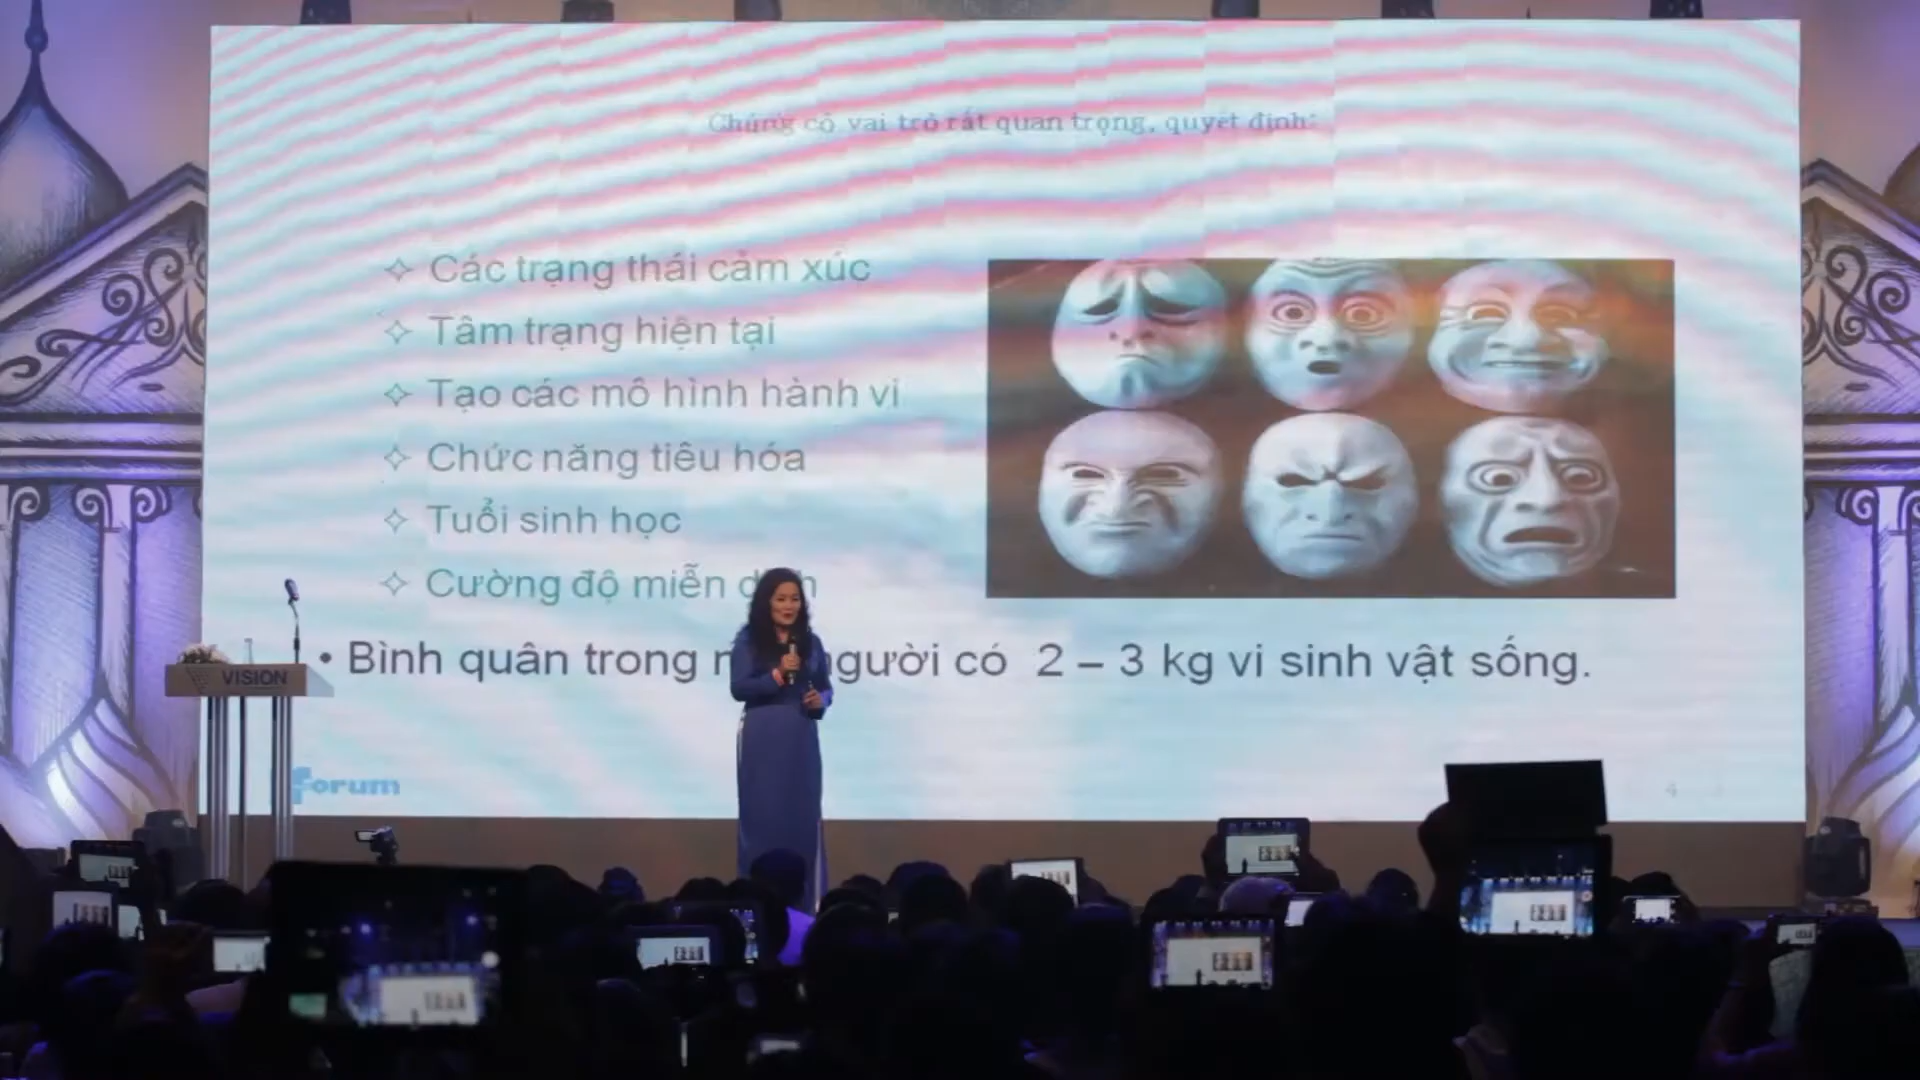 Chúng có vai trò rất quan trọng, quyết định:
✧ Các trạng thái cảm xúc
✧ Tâm trạng hiện tại
✧ Tạo các mô hình hành vi
✧ Chức năng tiêu hóa
✧ Tuổi sinh học
✧ Cường độ miễn
• Bình quân trong người có 2 – 3 kg vi sinh vật sống.
VISION
forum
4